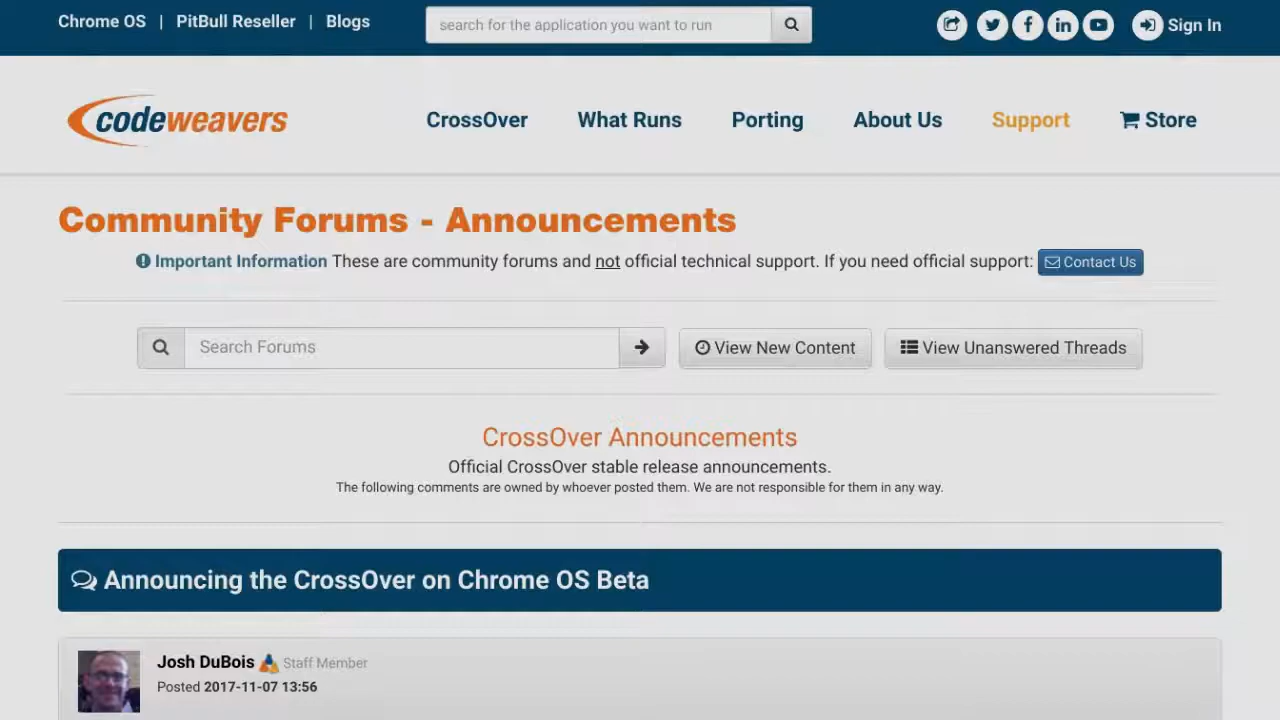 Chrome OS | PitBull Reseller | Blogs
search for the application you want to run
Sign In
codeweavers
CrossOver
What Runs
Porting
About Us
Support
Store
Community Forums - Announcements
Important Information These are community forums and not official technical support. If you need official support: Contact Us
Search Forums
View New Content
View Unanswered Threads
CrossOver Announcements
Official CrossOver stable release announcements.
The following comments are owned by whoever posted them. We are not responsible for them in any way.
Announcing the CrossOver on Chrome OS Beta
Josh DuBois Staff Member
Posted 2017-11-07 13:56